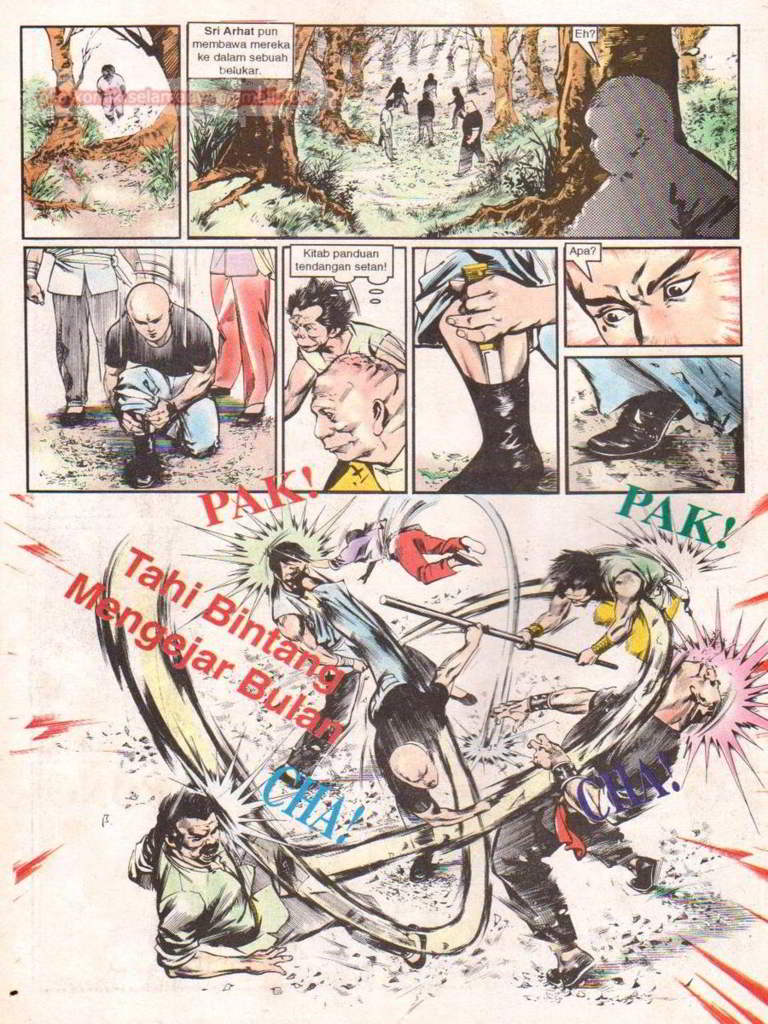 Sri Arhat pun
membawa mereka
ke dalam sebuah
belukar.
Eh?
Kitab panduan
tendangan setan!
Apa?
PAK!
PAK!
Tahi Bintang
Mengejar Bulan
CHA!
CHA!